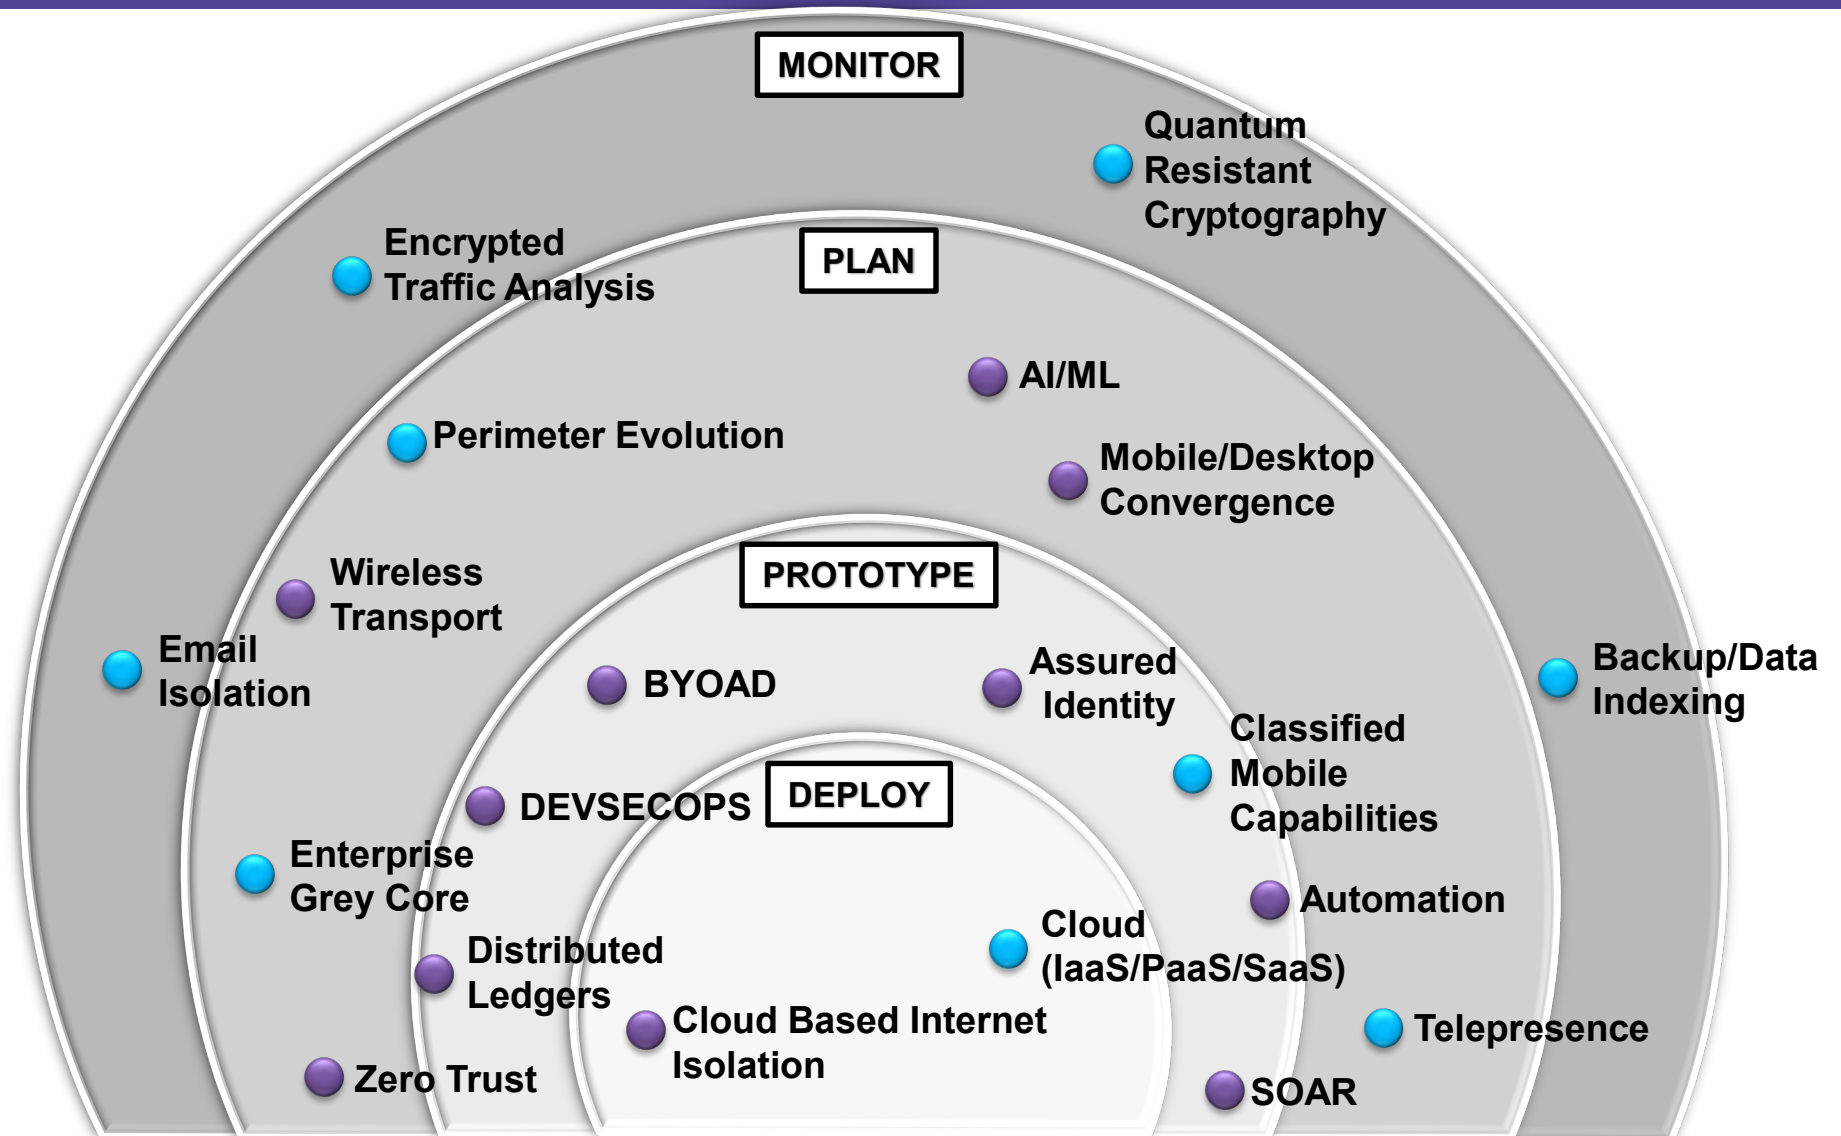 MONITOR
Quantum
Resistant
Cryptography
Encrypted
Traffic Analysis
PLAN
AI/ML
Perimeter Evolution
Mobile/Desktop
Convergence
PROTOTYPE
Wireless
Transport
Email
Isolation
BYOAD
Assured
Identity
Backup/Data
Indexing
Classified
Mobile
Capabilities
DEVSECOPS
DEPLOY
Enterprise
Grey Core
Automation
Cloud
(IaaS/PaaS/SaaS)
Distributed
Ledgers
Cloud Based Internet
Isolation
Telepresence
Zero Trust
SOAR